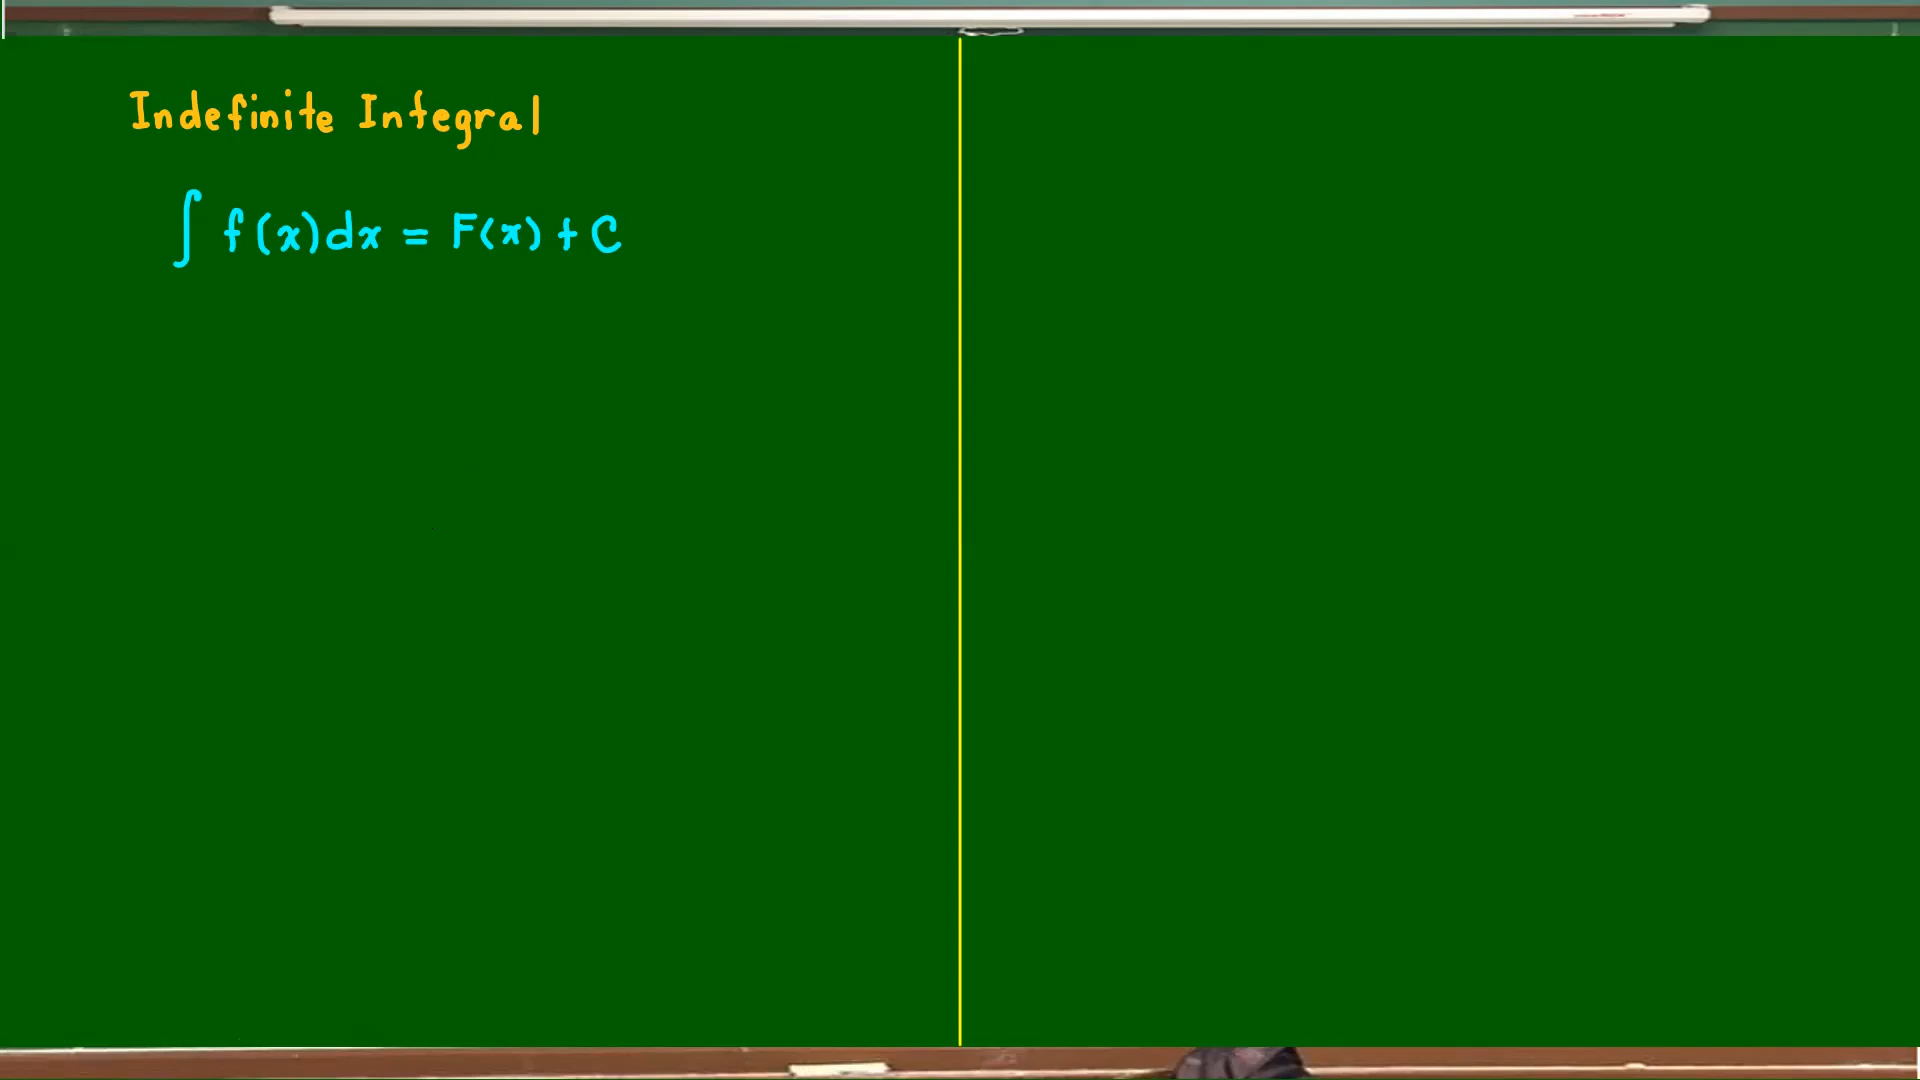 Indefinite Integral
∫ f(x)dx = F(x) + C